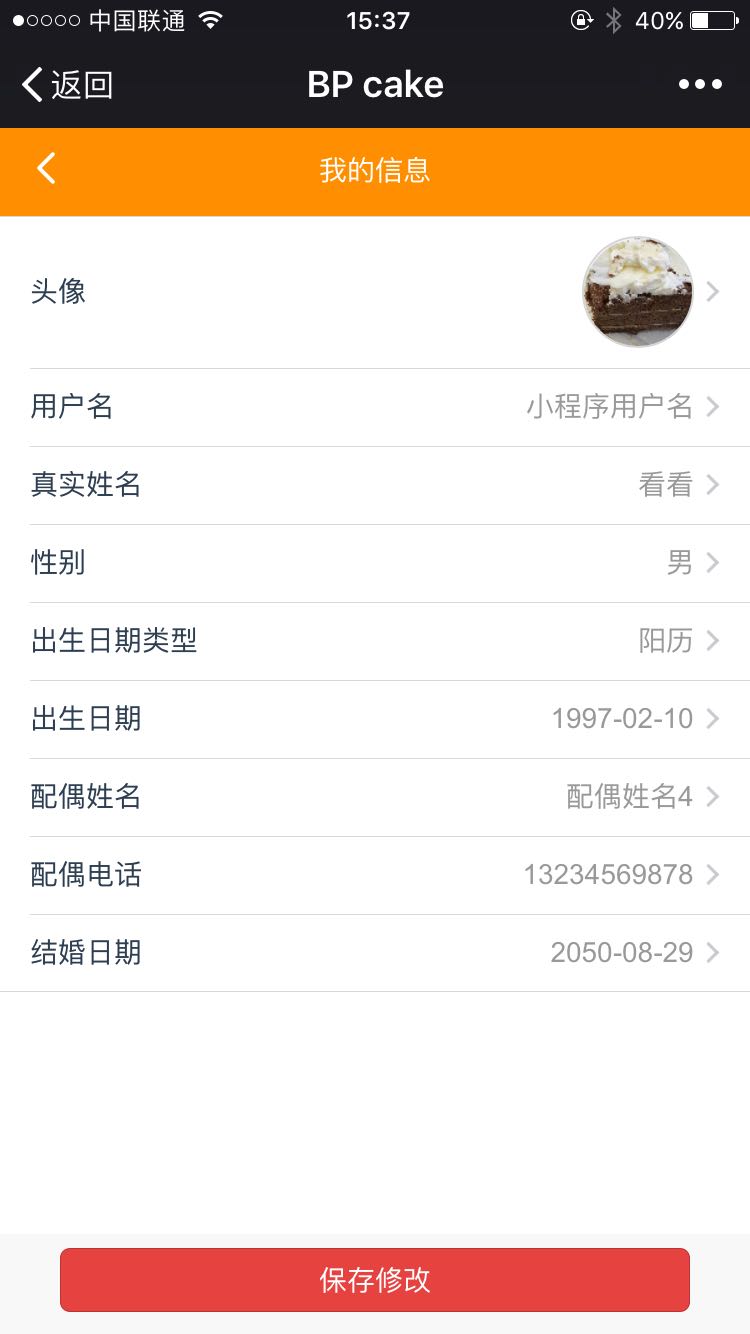 中国联通 15:37 40%
返回 BP cake
我的信息
头像
用户名 小程序用户名
真实姓名 看看
性别 男
出生日期类型 阳历
出生日期 1997-02-10
配偶姓名 配偶姓名4
配偶电话 13234569878
结婚日期 2050-08-29
保存修改